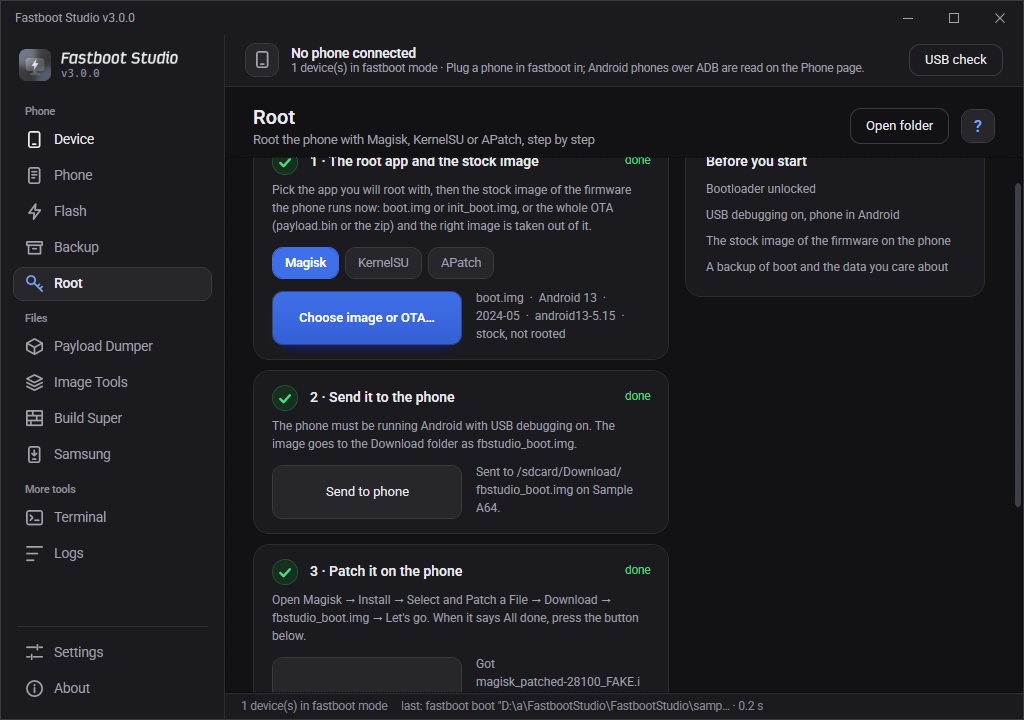 Fastboot Studio v3.0.0
Fastboot Studio
v3.0.0
Phone
Device
Phone
Flash
Backup
Root
Files
Payload Dumper
Image Tools
Build Super
Samsung
More tools
Terminal
Logs
Settings
About
No phone connected
1 device(s) in fastboot mode · Plug a phone in fastboot in; Android phones over ADB are read on the Phone page.
USB check
Root
Root the phone with Magisk, KernelSU or APatch, step by step
Open folder
?
1 · The root app and the stock image
done
Pick the app you will root with, then the stock image of the firmware
the phone runs now: boot.img or init_boot.img, or the whole OTA
(payload.bin or the zip) and the right image is taken out of it.
Magisk
KernelSU
APatch
Choose image or OTA...
boot.img · Android 13 ·
2024-05 · android13-5.15 ·
stock, not rooted
2 · Send it to the phone
done
The phone must be running Android with USB debugging on. The
image goes to the Download folder as fbstudio_boot.img.
Send to phone
Sent to /sdcard/Download/
fbstudio_boot.img on Sample
A64.
3 · Patch it on the phone
done
Open Magisk → Install → Select and Patch a File → Download →
fbstudio_boot.img → Let's go. When it says All done, press the button
below.
Got
magisk_patched-28100_FAKE.i
Before you start
Bootloader unlocked
USB debugging on, phone in Android
The stock image of the firmware on the phone
A backup of boot and the data you care about
1 device(s) in fastboot mode
last: fastboot boot "D:\a\FastbootStudio\FastbootStudio\samp... · 0.2 s